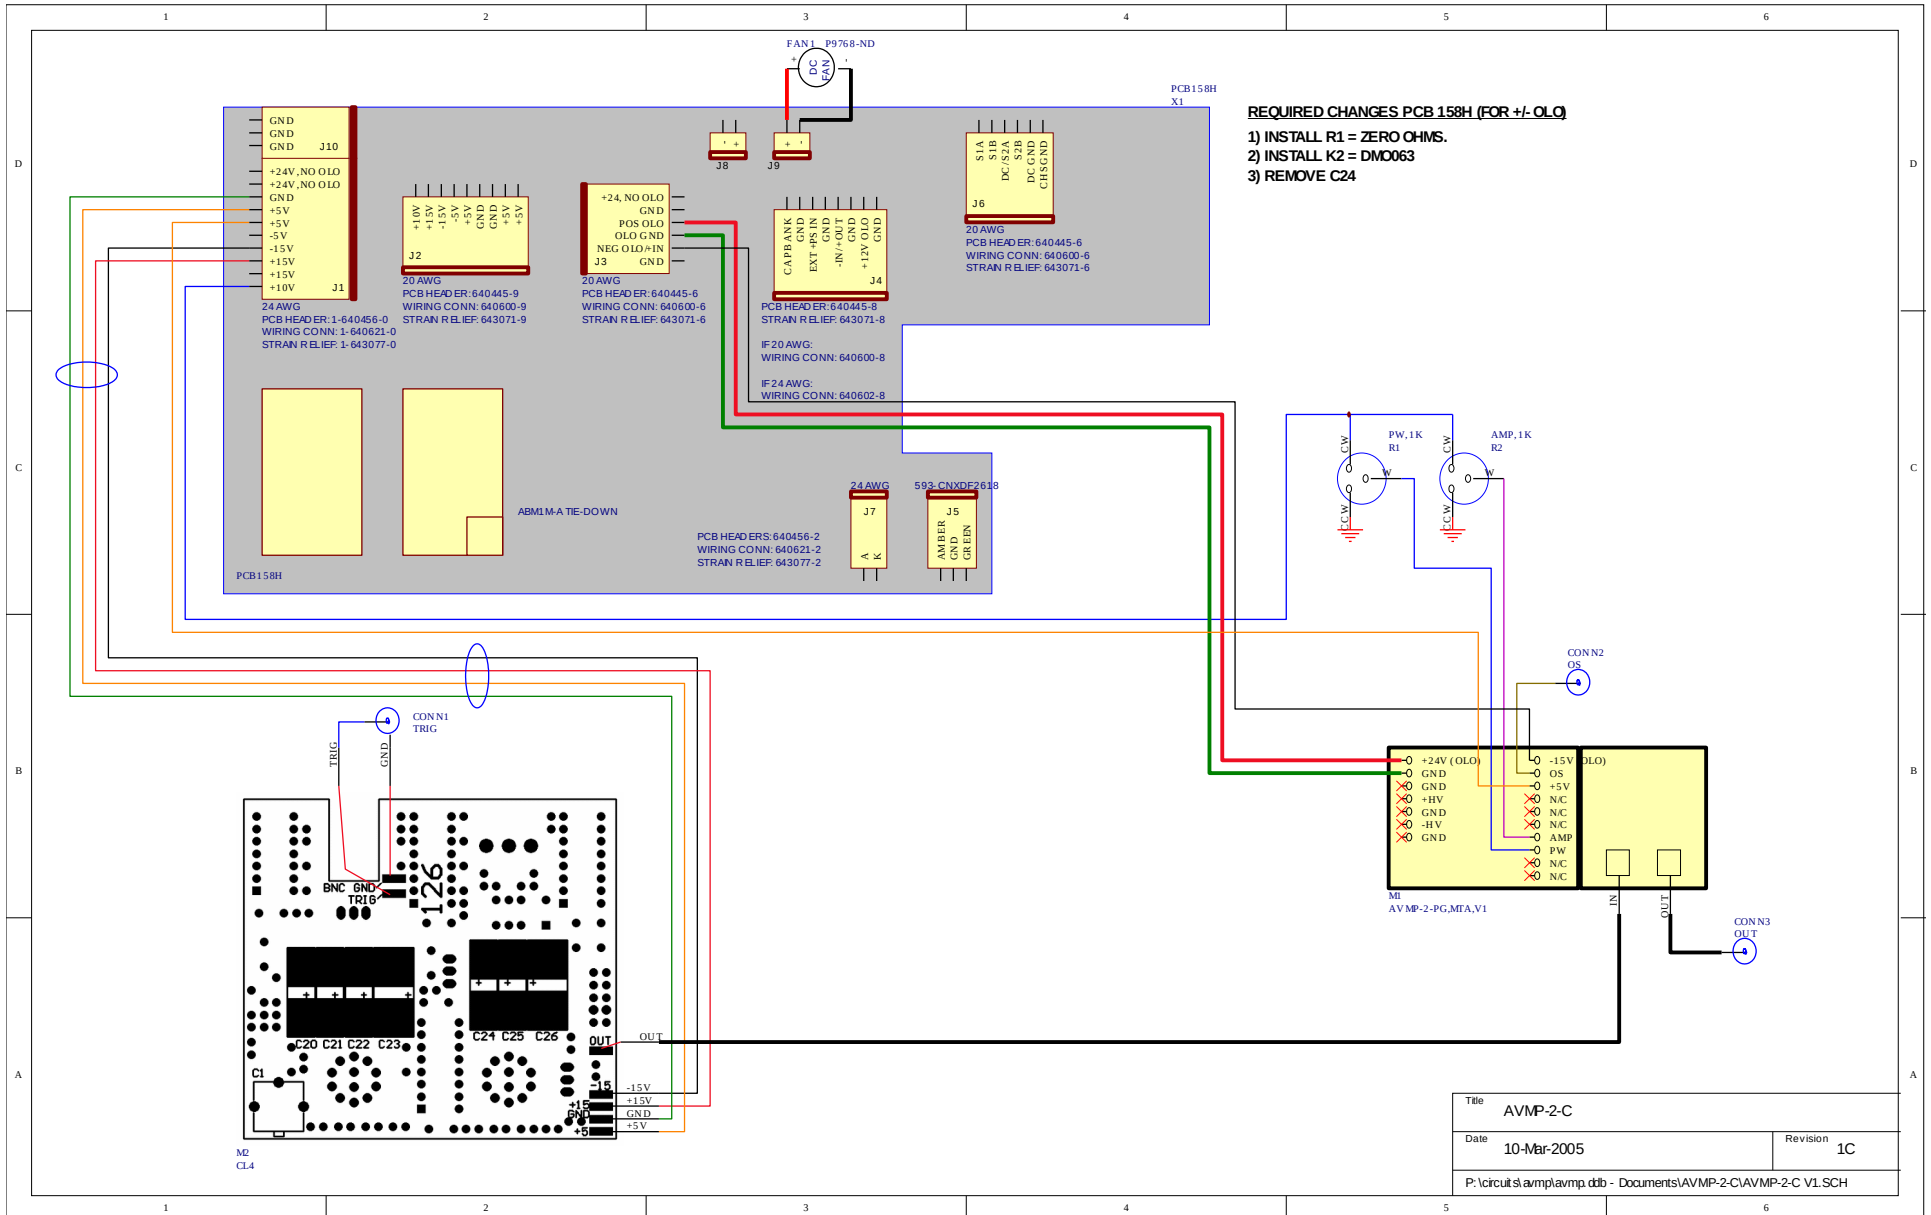 1 2 3 4 5 6
D
C
B
A
D
C
B
A
FAN1 P9768-ND
+ -
DC
FAN
PCB158H
X1
REQUIRED CHANGES PCB 158H (FOR +/- OLO)
1) INSTALL R1 = ZERO OHMS.
2) INSTALL K2 = DMO063
3) REMOVE C24
GND
GND
GND
J10
+24V, NO OLO
+24V, NO OLO
GND
+5V
+5V
-5V
-15V
+15V
+15V
+10V
J1
24 AWG
PCB HEADER: 1-640456-0
WIRING CONN: 1-640621-0
STRAIN RELIEF: 1-643077-0
+10V
+15V
-15V
-5V
+5V
GND
GND
+5V
+5V
J2
20 AWG
PCB HEADER: 640445-9
WIRING CONN: 640600-9
STRAIN RELIEF: 643071-9
+24, NO OLO
GND
POS OLO
OLO GND
NEG OLO/+IN
GND
J3
20 AWG
PCB HEADER: 640445-6
WIRING CONN: 640600-6
STRAIN RELIEF: 643071-6
- +
J8
+ -
J9
CAP BANK
GND
EXT +PS IN
GND
-IN/+OUT
GND
+12V OLO
GND
J4
PCB HEADER: 640445-8
STRAIN RELIEF: 643071-8
IF 20 AWG:
WIRING CONN: 640600-8
IF 24 AWG:
WIRING CONN: 640602-8
S1A
S1B
DC/S2A
S2B
DC GND
CHSGND
J6
20 AWG
PCB HEADER: 640445-6
WIRING CONN: 640600-6
STRAIN RELIEF: 643071-6
ABM1M-A TIE-DOWN
PCB HEADERS: 640456-2
WIRING CONN: 640621-2
STRAIN RELIEF: 643077-2
24 AWG
J7
A
K
593-CNXDF2618
J5
AMBER
GND
GREEN
PCB158H
PW, 1K
R1
CW
W
CCW
AMP, 1K
R2
CW
W
CCW
CONN2
OS
CONN1
TRIG
TRIG
GND
BNC GND
TRIG
126
C20 C21 C22 C23
+ + + +
C24 C25 C26
+ + +
C1
OUT
-15
+15
GND
+5
OUT
-15V
+15V
GND
+5V
M2
CL4
+24V (OLO)
GND
GND
+HV
GND
-HV
GND
-15V (OLO)
OS
+5V
N/C
N/C
N/C
AMP
PW
N/C
N/C
IN
OUT
M1
AVMP-2-PG,MTA,V1
CONN3
OUT
Title
AVMP-2-C
Date
10-Mar-2005
Revision
1C
P:\circuits\avmp\avmp.ddb - Documents\AVMP-2-C\AVMP-2-C V1.SCH
1 2 3 4 5 6